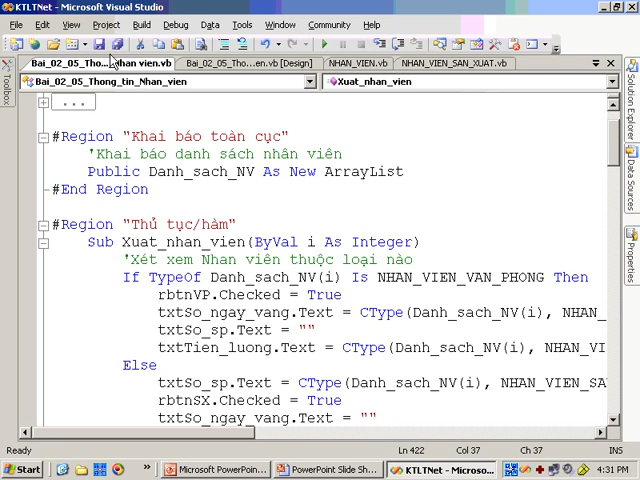 KTLTNet - Microsoft Visual Studio
File Edit View Project Build Debug Data Tools Window Community Help
Bai_02_05_Tho...Nhan vien.vb Bai_02_05_Tho...en.vb [Design] NHAN_VIEN.vb NHAN_VIEN_SAN_XUAT.vb
Bai_02_05_Thong_tin_Nhan_vien Xuat_nhan_vien
Toolbox
Solution Explorer
Data Sources
Properties
...
#Region "Khai báo toàn cục"
'Khai báo danh sách nhân viên
Public Danh_sach_NV As New ArrayList
#End Region
#Region "Thủ tục/hàm"
Sub Xuat_nhan_vien(ByVal i As Integer)
'Xét xem Nhan viên thuộc loại nào
If TypeOf Danh_sach_NV(i) Is NHAN_VIEN_VAN_PHONG Then
rbtnVP.Checked = True
txtSo_ngay_vang.Text = CType(Danh_sach_NV(i), NHAN_
txtSo_sp.Text = ""
txtTien_luong.Text = CType(Danh_sach_NV(i), NHAN_VI
Else
txtSo_sp.Text = CType(Danh_sach_NV(i), NHAN_VIEN_SA
rbtnSX.Checked = True
txtSo_ngay_vang.Text = ""
Ready Ln 422 Col 37 Ch 37 INS
Start Microsoft PowerPoint... PowerPoint Slide Sh... KTLTNet - Microso... 4:31 PM